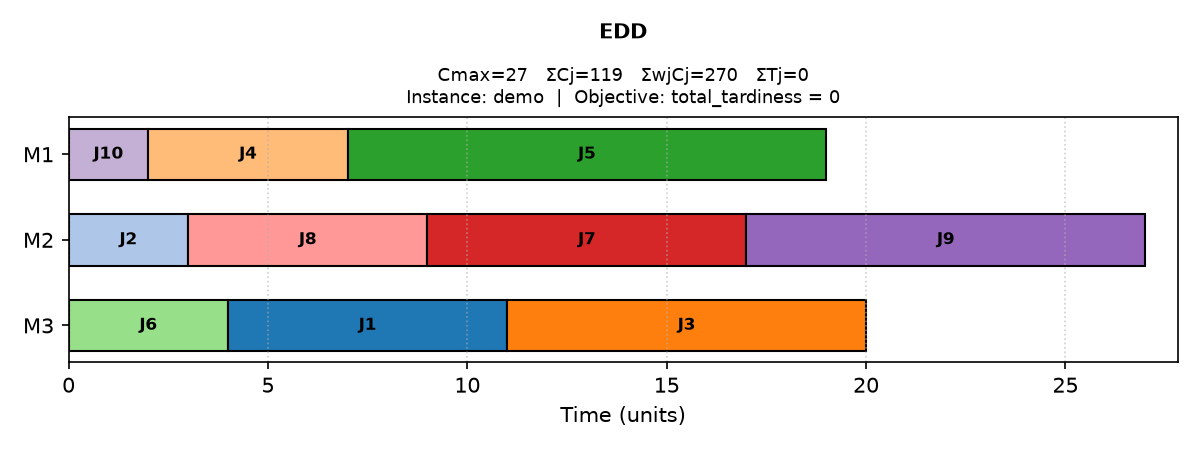 EDD
Cmax=27   ΣCj=119   ΣwjCj=270   ΣTj=0
Instance: demo  |  Objective: total_tardiness = 0
M1
J10
J4
J5
M2
J2
J8
J7
J9
M3
J6
J1
J3
0
5
10
15
20
25
Time (units)